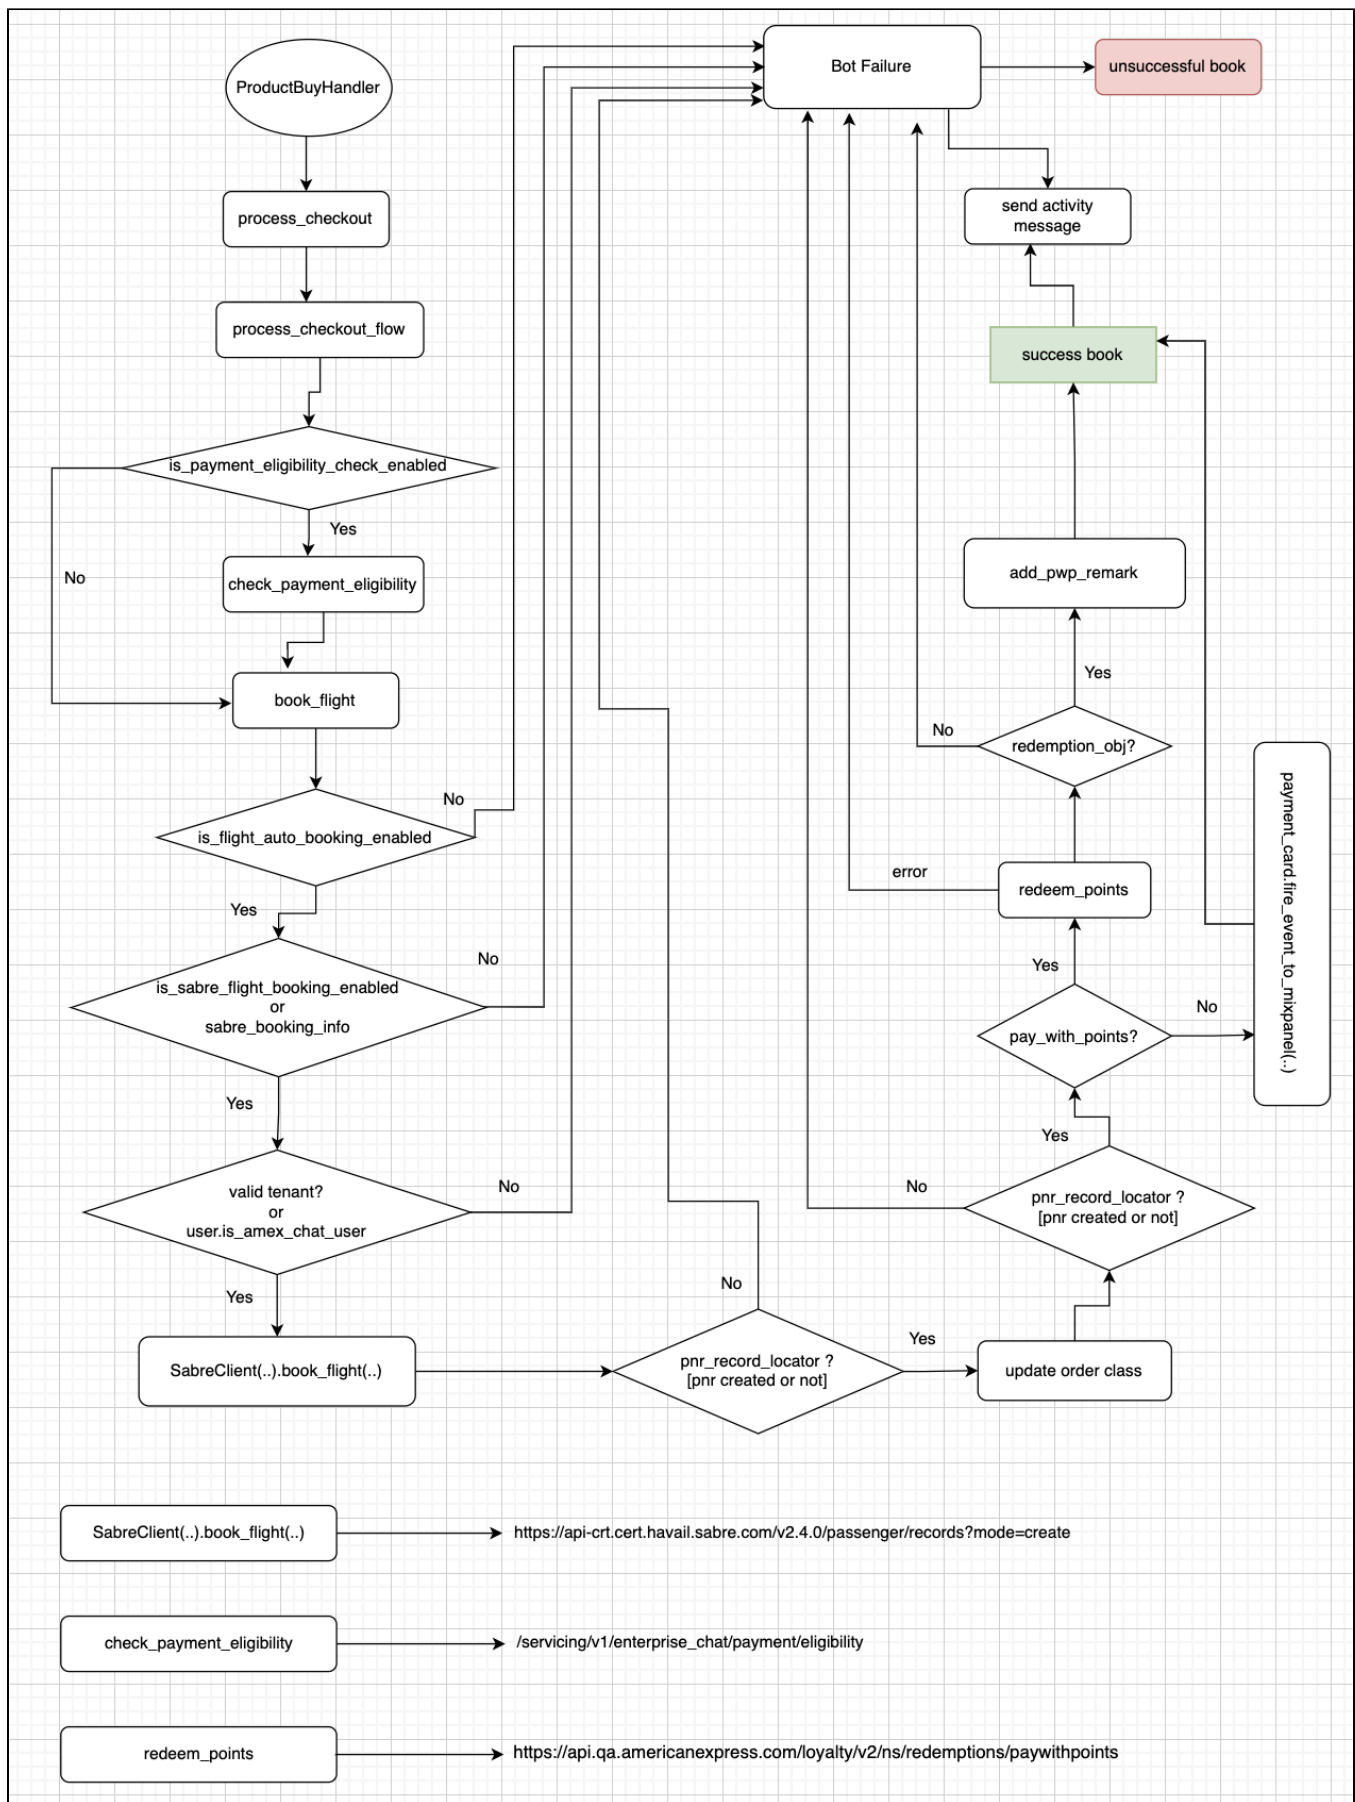 ProductBuyHandler
process_checkout
process_checkout_flow
is_payment_eligibility_check_enabled
Yes
No
check_payment_eligibility
book_flight
No
is_flight_auto_booking_enabled
Yes
No
is_sabre_flight_booking_enabled
or
sabre_booking_info
Yes
No
valid tenant?
or
user.is_amex_chat_user
Yes
SabreClient(..).book_flight(..)
No
pnr_record_locator ?
[pnr created or not]
Yes
update order class
pnr_record_locator ?
[pnr created or not]
No
Yes
pay_with_points?
No
payment_card.fire_event_to_mixpanel(..)
Yes
redeem_points
error
redemption_obj?
No
Yes
add_pwp_remark
success book
send activity
message
Bot Failure
unsuccessful book
SabreClient(..).book_flight(..)
https://api-crt.cert.havail.sabre.com/v2.4.0/passenger/records?mode=create
check_payment_eligibility
/servicing/v1/enterprise_chat/payment/eligibility
redeem_points
https://api.qa.americanexpress.com/loyalty/v2/ns/redemptions/paywithpoints